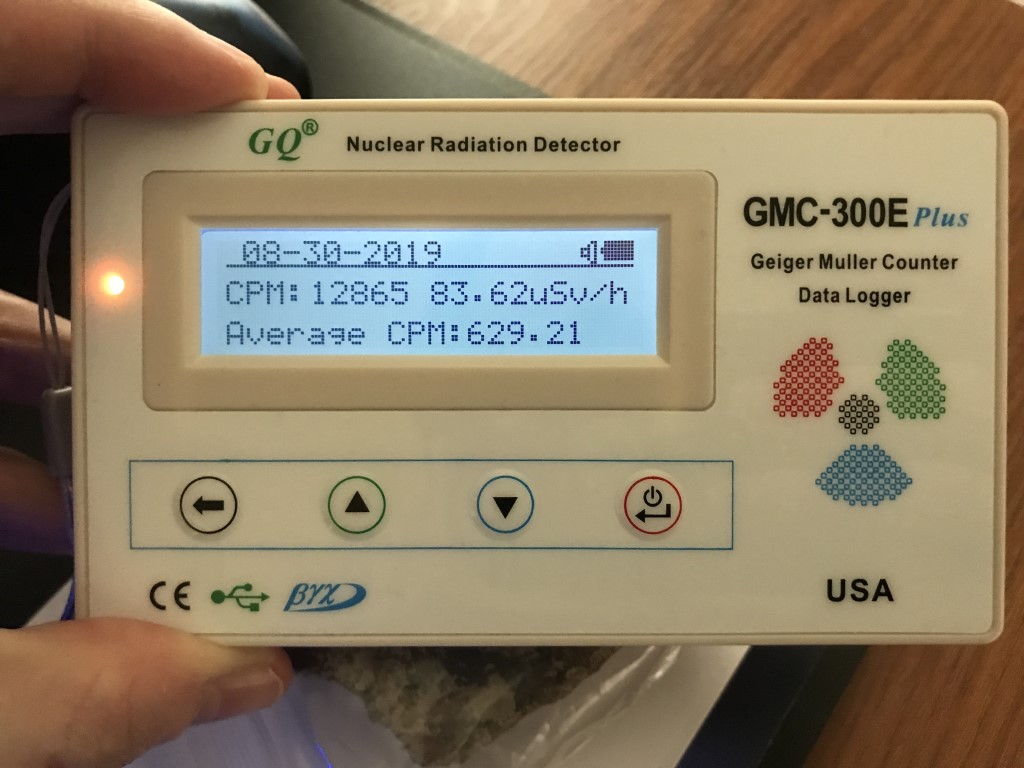 GQ® Nuclear Radiation Detector
08-30-2019
CPM: 12865 83.62uSv/h
Average CPM:629.21
GMC-300E Plus
Geiger Muller Counter
Data Logger
CE βγχ
USA